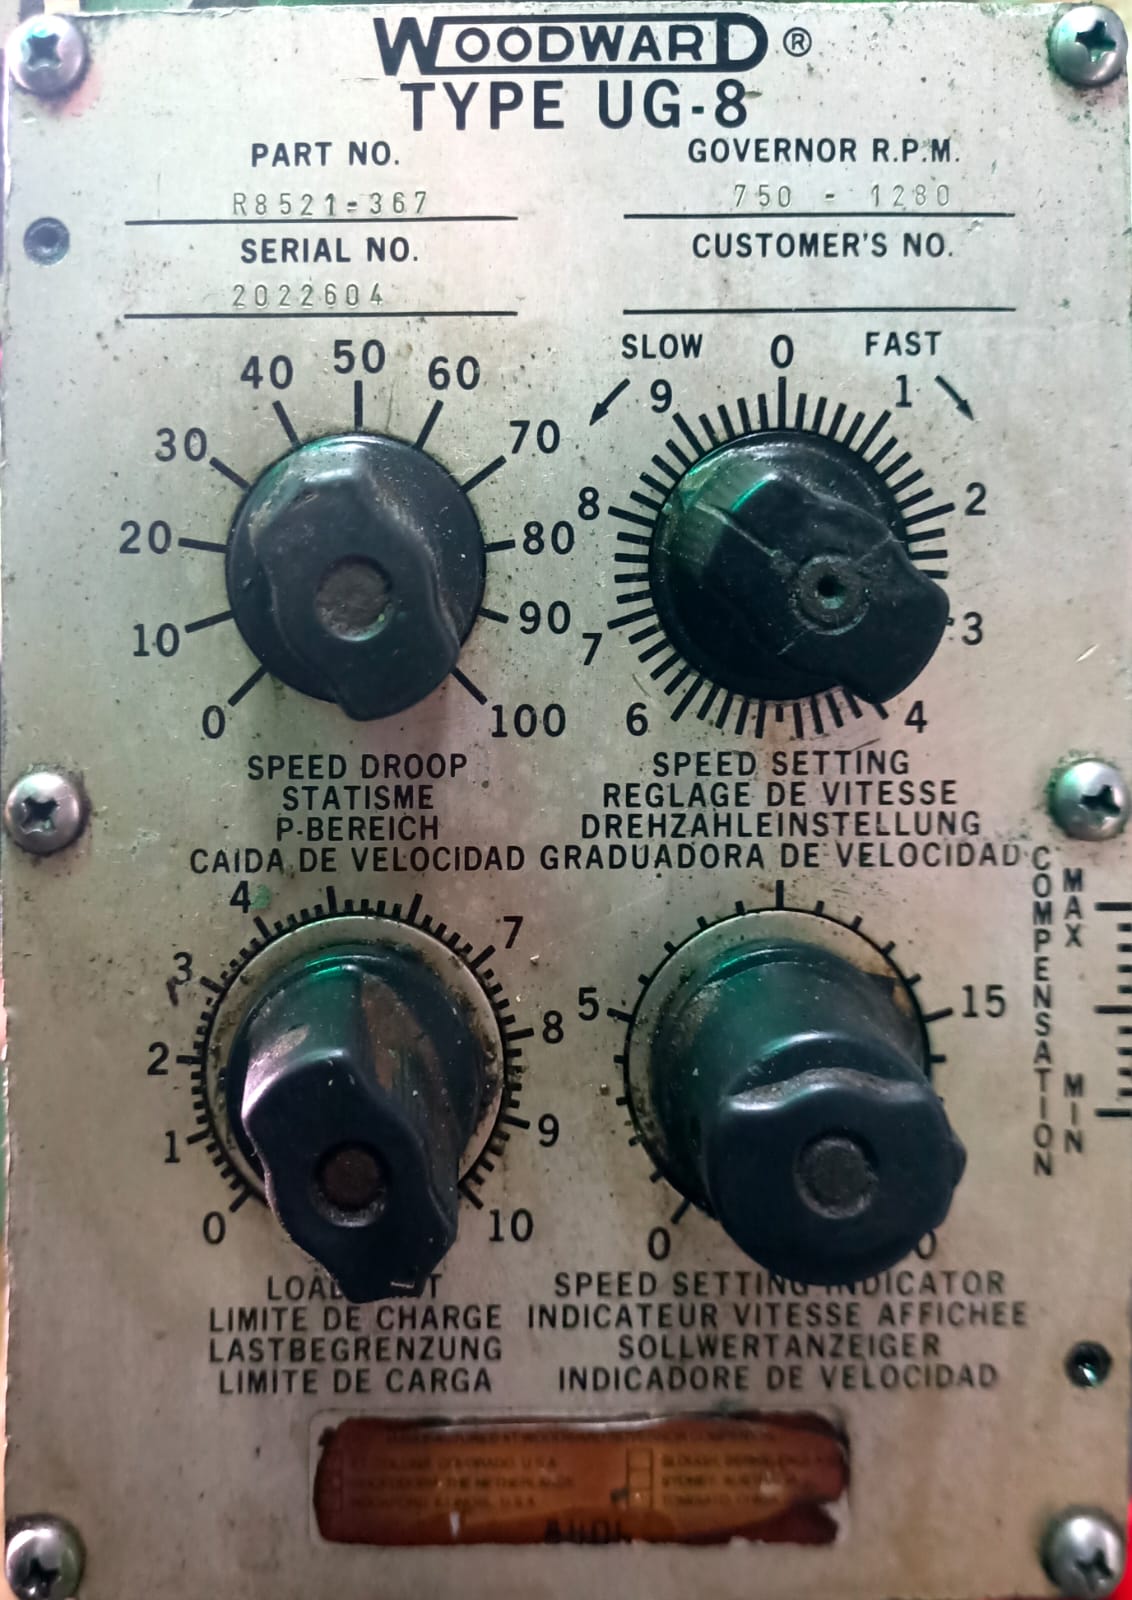 WOODWARD®
TYPE UG-8
PART NO.
R8521-367
GOVERNOR R.P.M.
750 - 1280
SERIAL NO.
2022604
CUSTOMER'S NO.
0 10 20 30 40 50 60 70 80 90 100
SPEED DROOP
STATISME
P-BEREICH
CAIDA DE VELOCIDAD
SLOW FAST
0 1 2 3 4 6 7 8 9
SPEED SETTING
REGLAGE DE VITESSE
DREHZAHLEINSTELLUNG
GRADUADORA DE VELOCIDAD
COMPENSATION
MAX
MIN
0 1 2 3 4 7 8 9 10
LIMITE DE CHARGE
LASTBEGRENZUNG
LIMITE DE CARGA
0 5 15
SPEED SETTING INDICATOR
INDICATEUR VITESSE AFFICHEE
SOLLWERTANZEIGER
INDICADORE DE VELOCIDAD